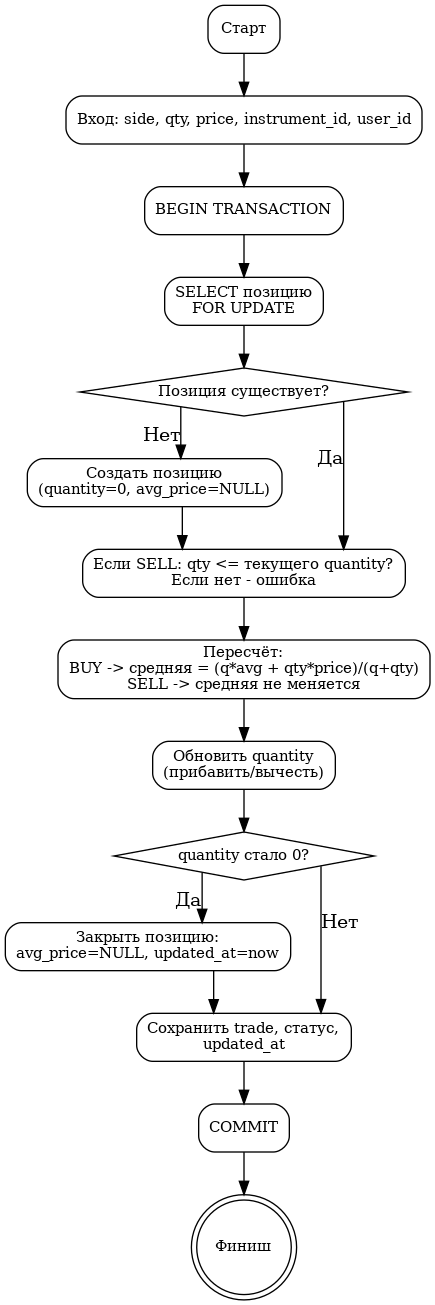 Старт
Вход: side, qty, price, instrument_id, user_id
BEGIN TRANSACTION
SELECT позицию
FOR UPDATE
Позиция существует?
Нет
Да
Создать позицию
(quantity=0, avg_price=NULL)
Если SELL: qty <= текущего quantity?
Если нет - ошибка
Пересчёт:
BUY -> средняя = (q*avg + qty*price)/(q+qty)
SELL -> средняя не меняется
Обновить quantity
(прибавить/вычесть)
quantity стало 0?
Да
Нет
Закрыть позицию:
avg_price=NULL, updated_at=now
Сохранить trade, статус,
updated_at
COMMIT
Финиш